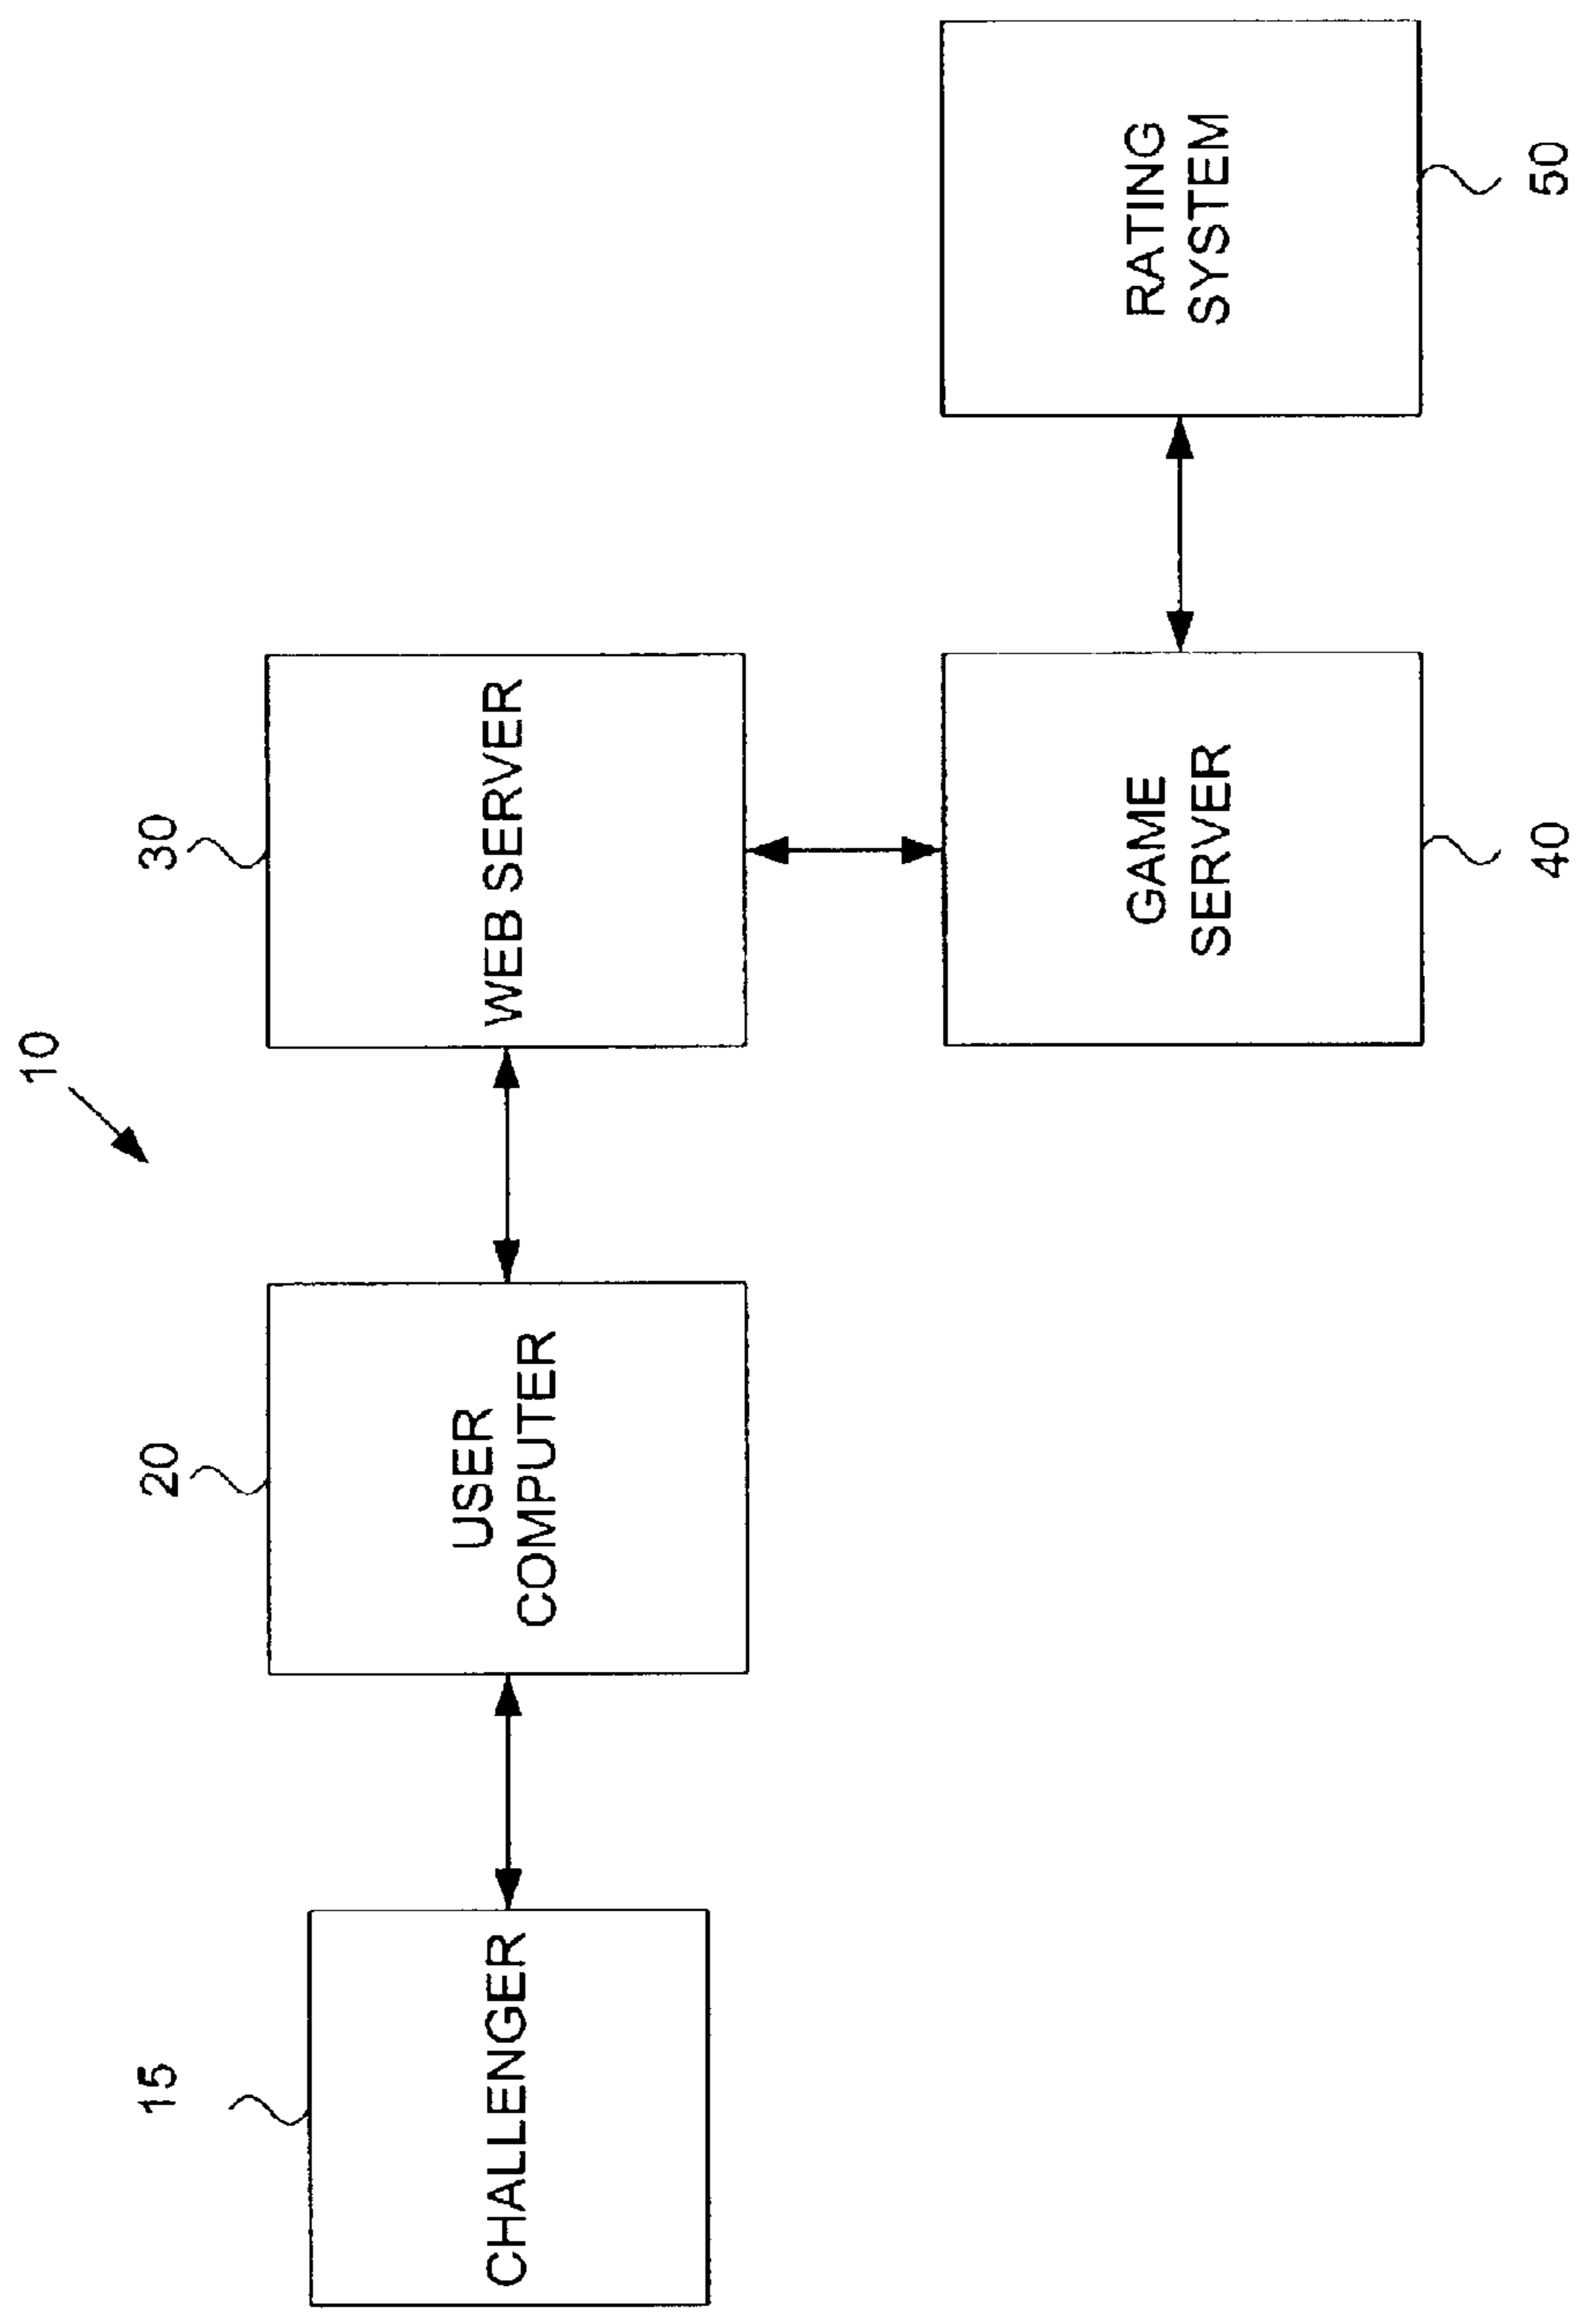 10
15
20
30
CHALLENGER
USER
COMPUTER
WEB SERVER
GAME
SERVER
RATING
SYSTEM
40
50